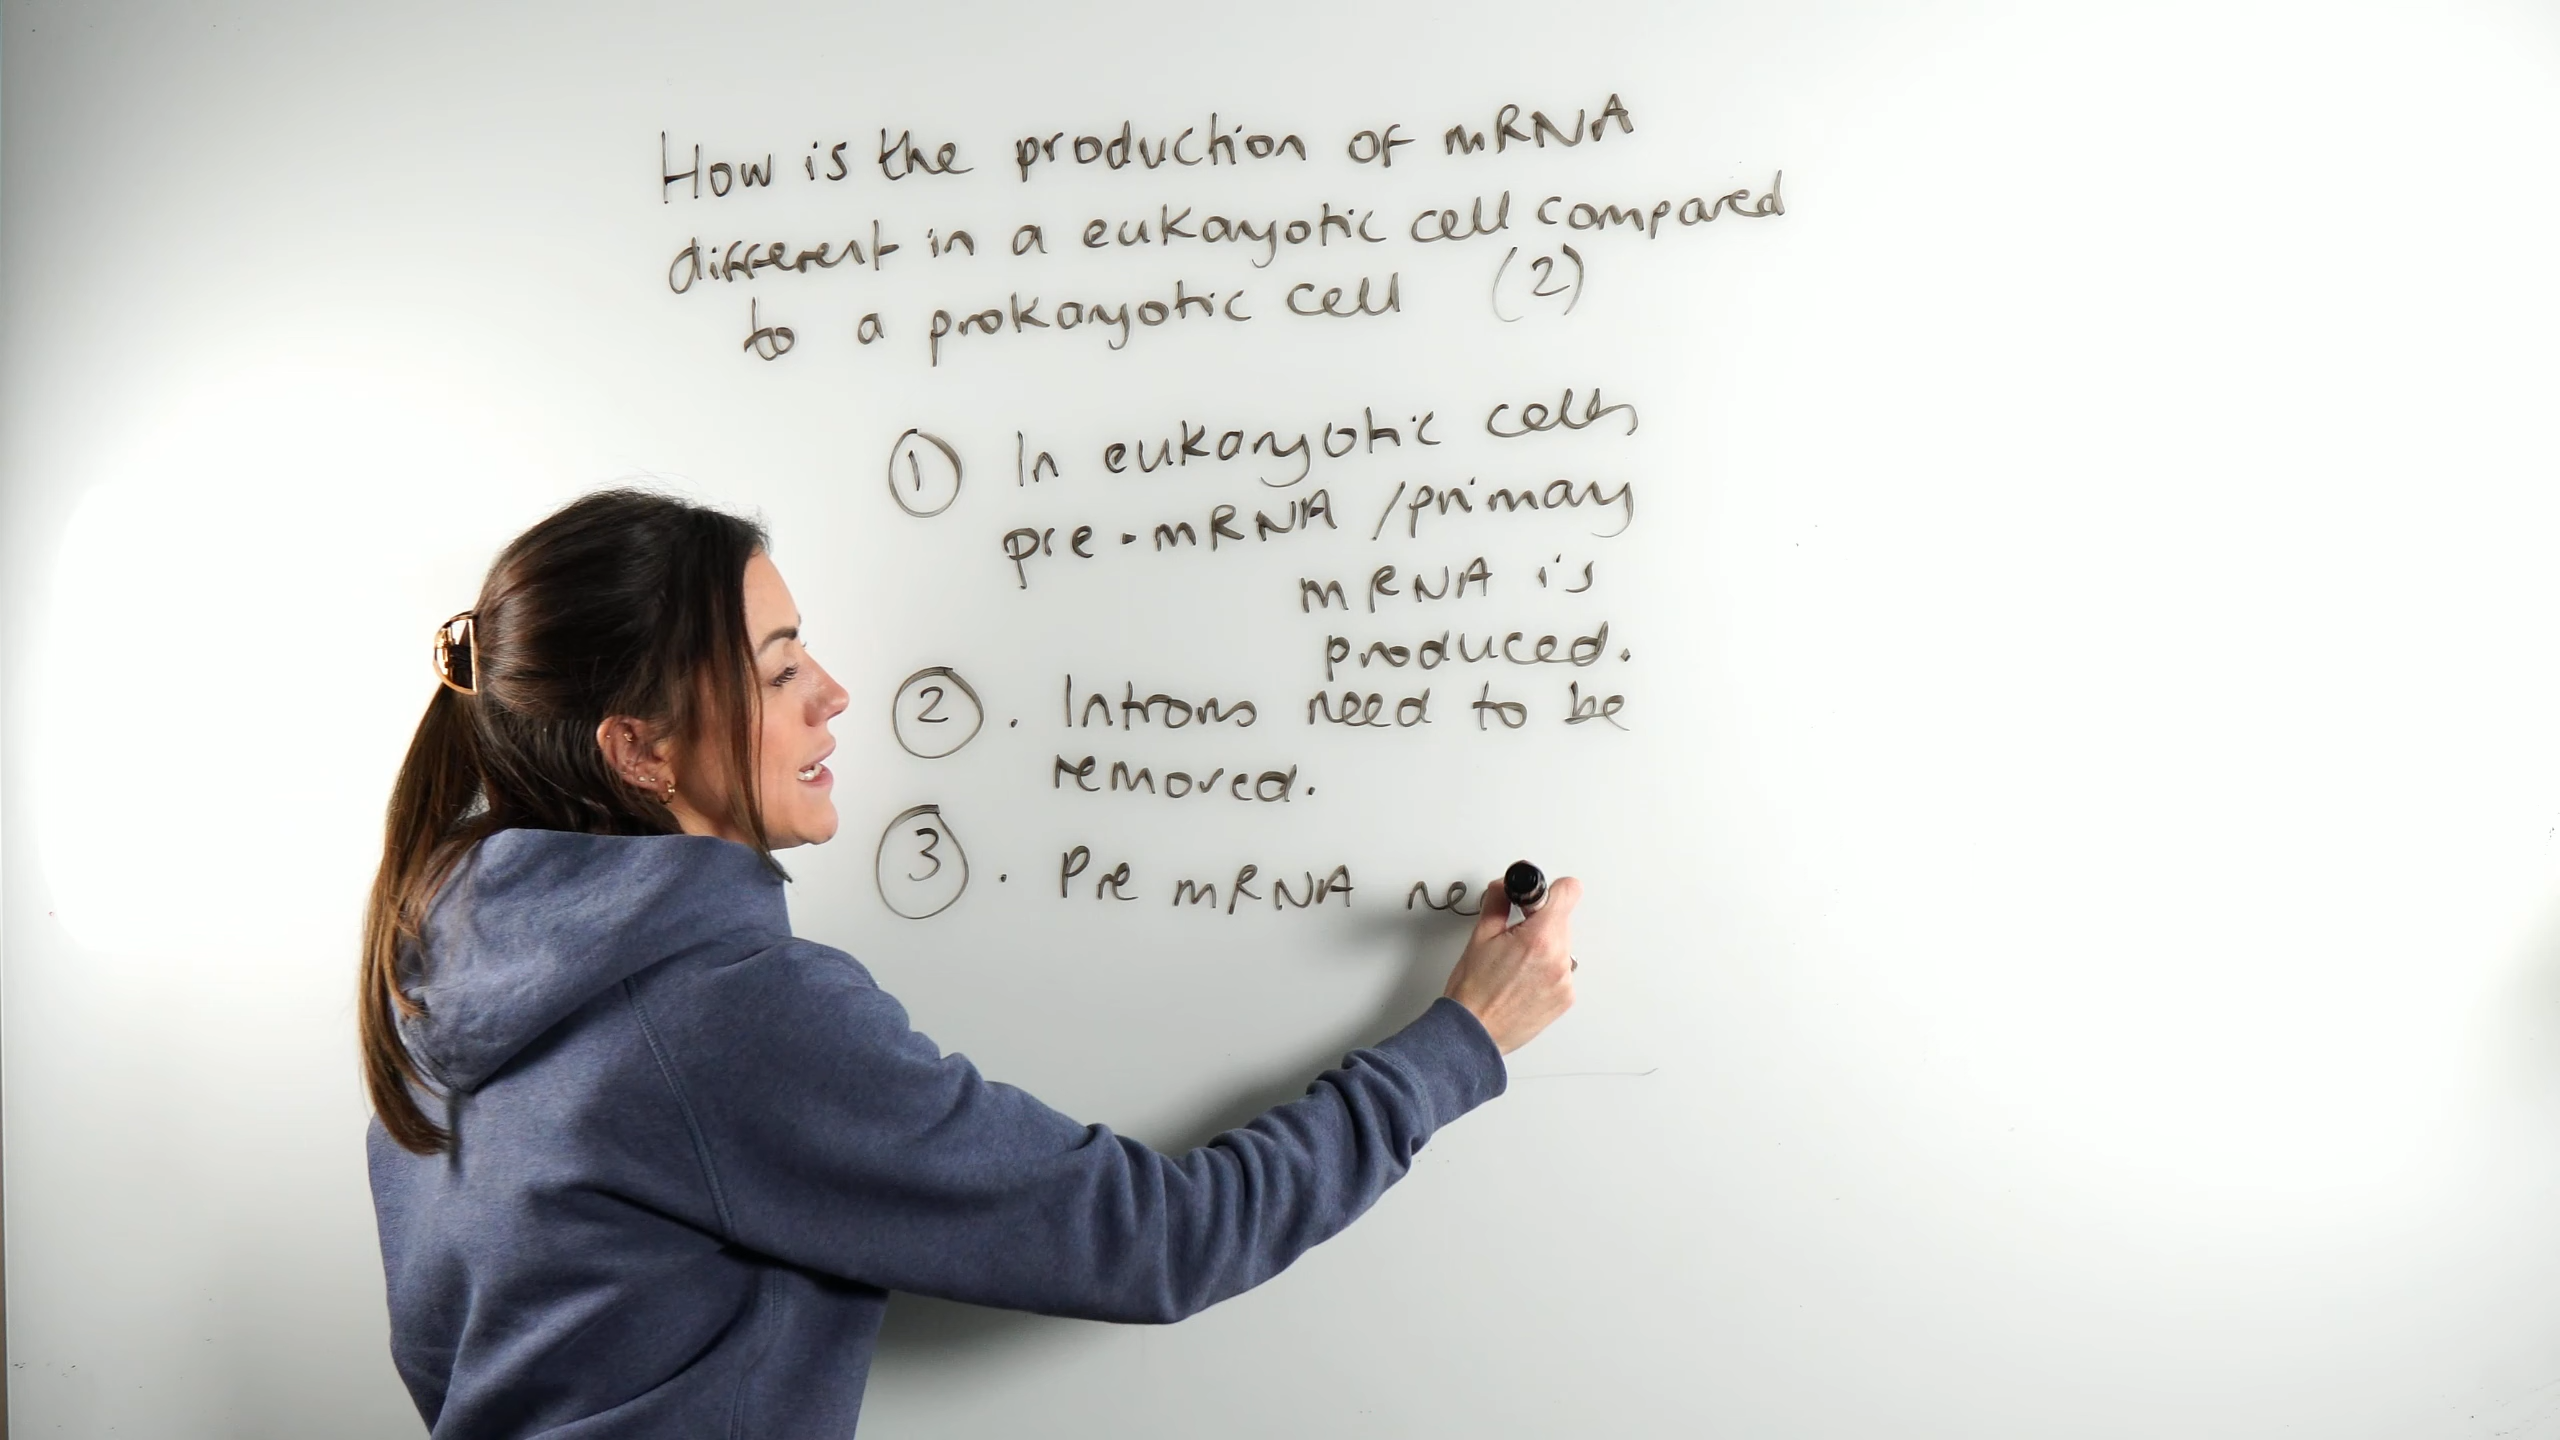 How is the production of mRNA
different in a eukaryotic cell compared
to a prokaryotic cell (2)
① In eukaryotic cells
pre-mRNA /primary
mRNA is
produced.
② . Introns need to be
removed.
③ . Pre mRNA